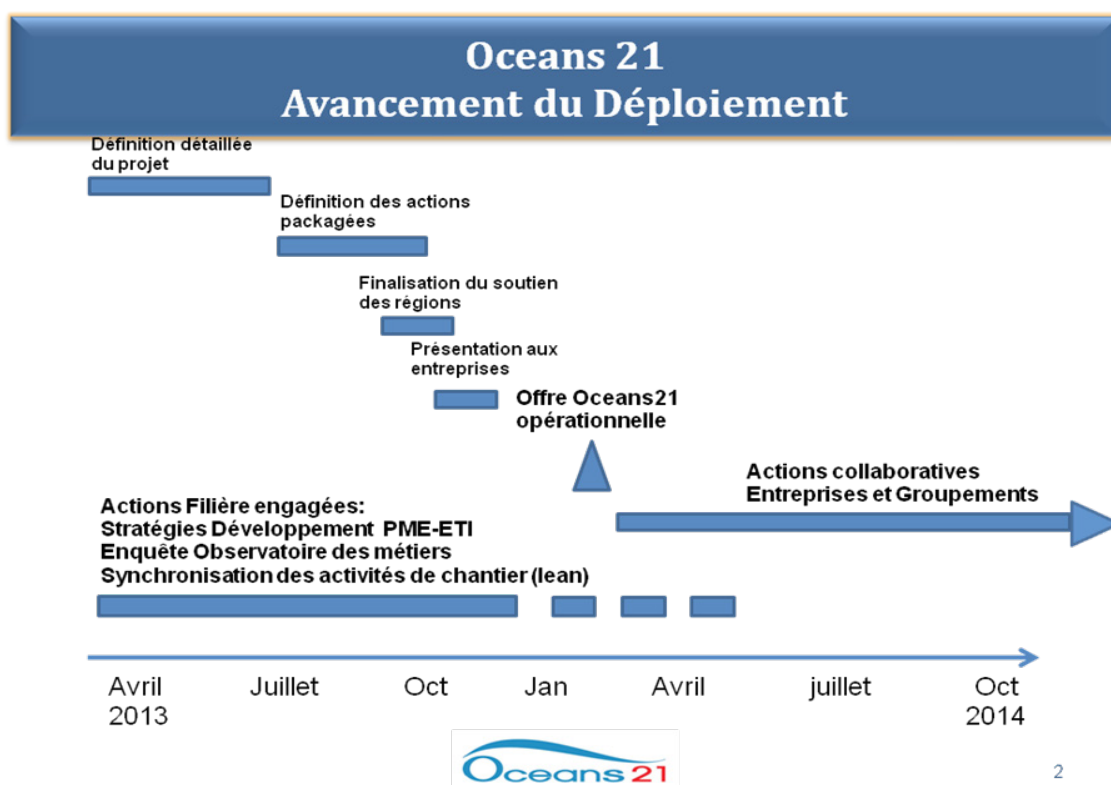 Oceans 21
Avancement du Déploiement
Définition détaillée
du projet
Définition des actions
packagées
Finalisation du soutien
des régions
Présentation aux
entreprises
Offre Oceans21
opérationnelle
Actions collaboratives
Entreprises et Groupements
Actions Filière engagées:
Stratégies Développement PME-ETI
Enquête Observatoire des métiers
Synchronisation des activités de chantier (lean)
Avril
2013
Juillet
Oct
Jan
Avril
juillet
Oct
2014
Oceans 21
2